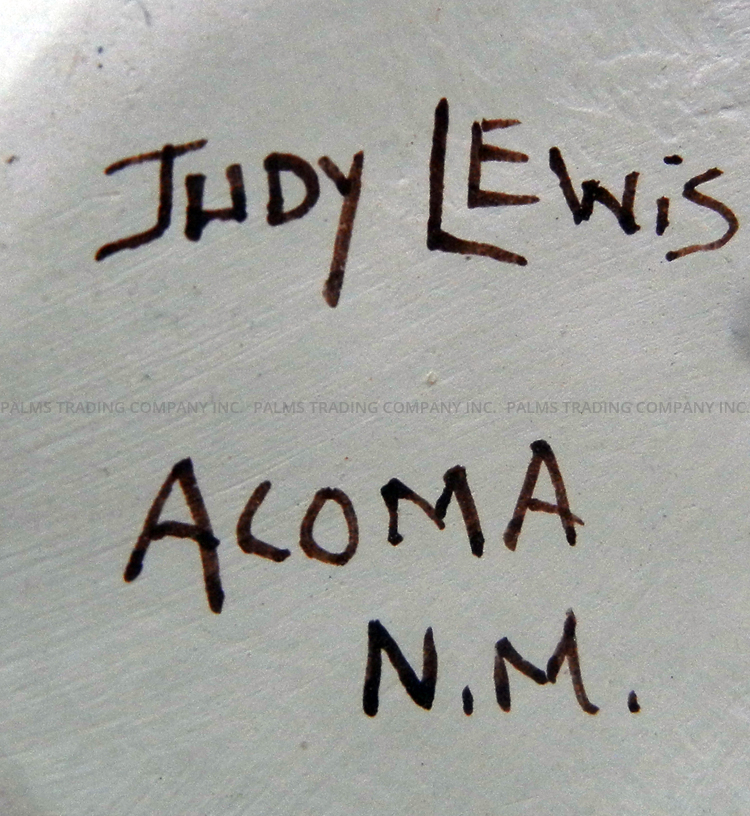 JUDY LEWiS
PALMS TRADING COMPANY INC. PALMS TRADING COMPANY INC. PALMS TRADING COMPANY INC.
ACOMA
N.M.